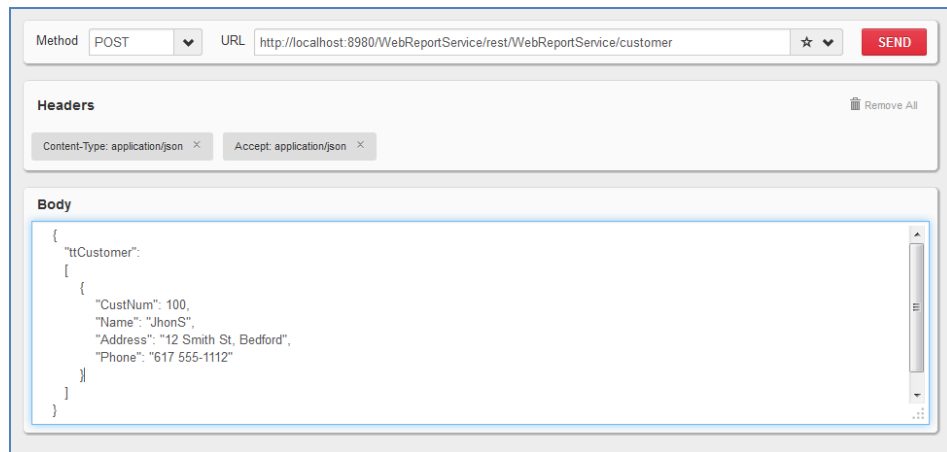 Method POST URL http://localhost:8980/WebReportService/rest/WebReportService/customer SEND
Headers Remove All
Content-Type: application/json × Accept: application/json ×
Body
{
"ttCustomer":
[
{
"CustNum": 100,
"Name": "JhonS",
"Address": "12 Smith St, Bedford",
"Phone": "617 555-1112"
}
]
}